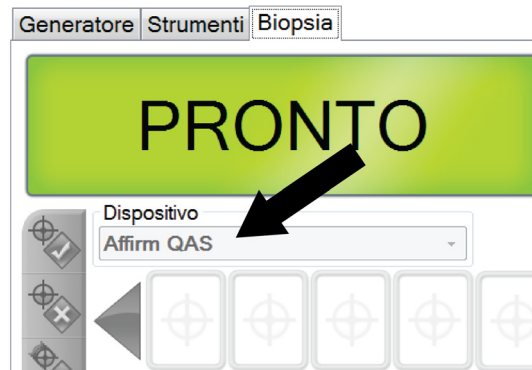 Generatore Strumenti Biopsia
PRONTO
Dispositivo
Affirm QAS